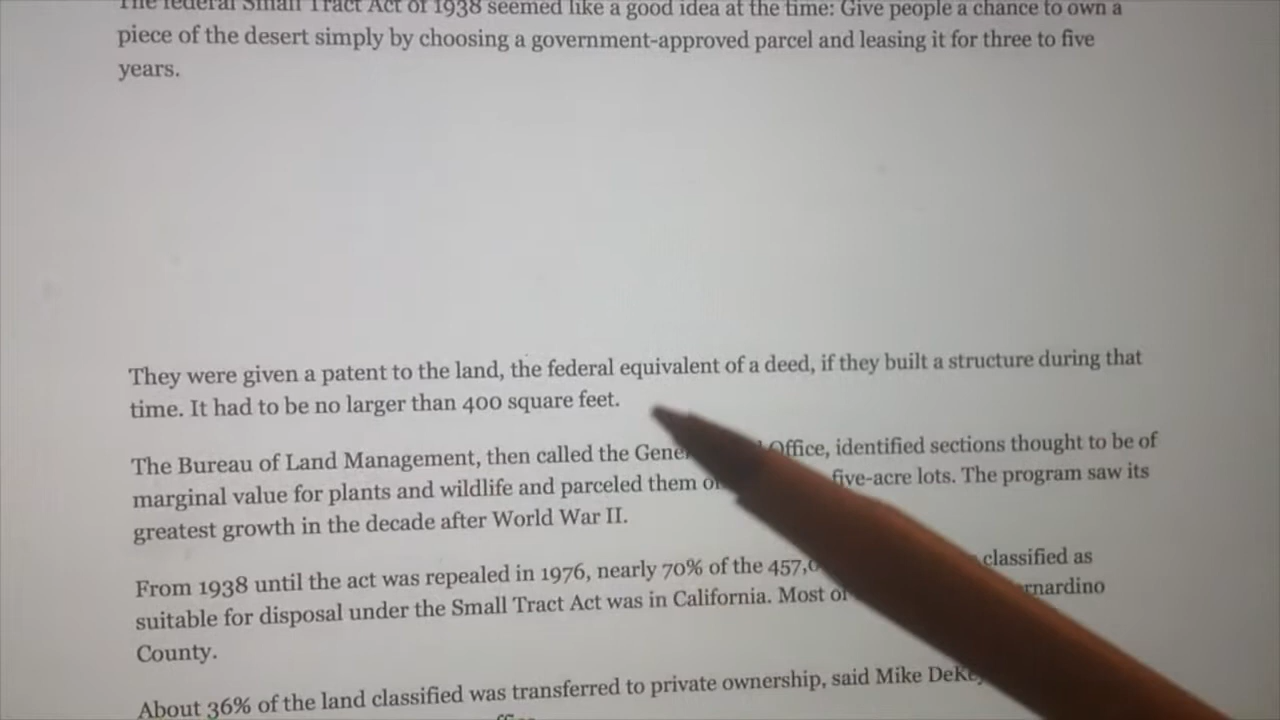 The federal Small Tract Act of 1938 seemed like a good idea at the time: Give people a chance to own a
piece of the desert simply by choosing a government-approved parcel and leasing it for three to five
years.
They were given a patent to the land, the federal equivalent of a deed, if they built a structure during that
time. It had to be no larger than 400 square feet.
The Bureau of Land Management, then called the Office, identified sections thought to be of
marginal value for plants and wildlife and parceled them five-acre lots. The program saw its
greatest growth in the decade after World War II.
From 1938 until the act was repealed in 1976, nearly 70% of the classified as
suitable for disposal under the Small Tract Act was in California. Most
County.
About 36% of the land classified was transferred to private ownership, said Mike